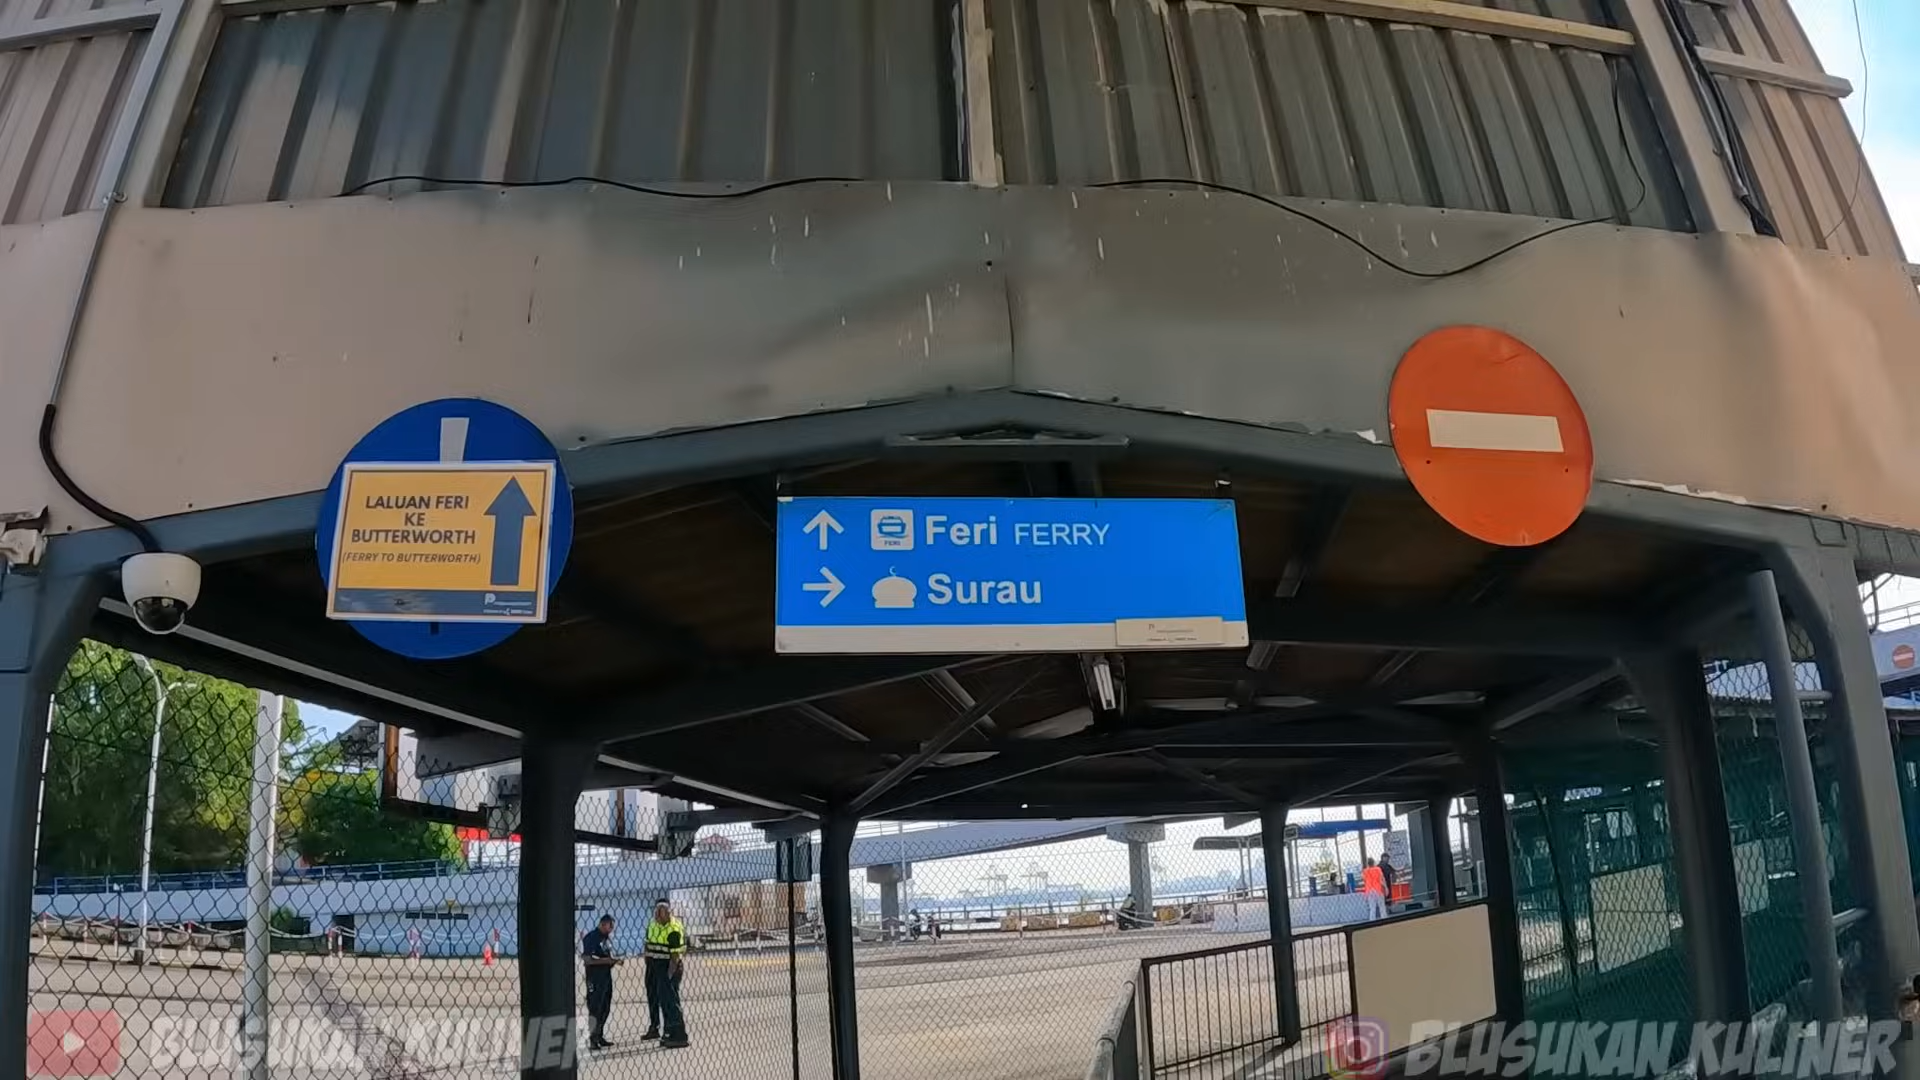 LALUAN FERI
KE
BUTTERWORTH
(FERRY TO BUTTERWORTH)
Feri FERRY
FERI
Surau
BLUSUKAN KULINER
BLUSUKAN KULINER